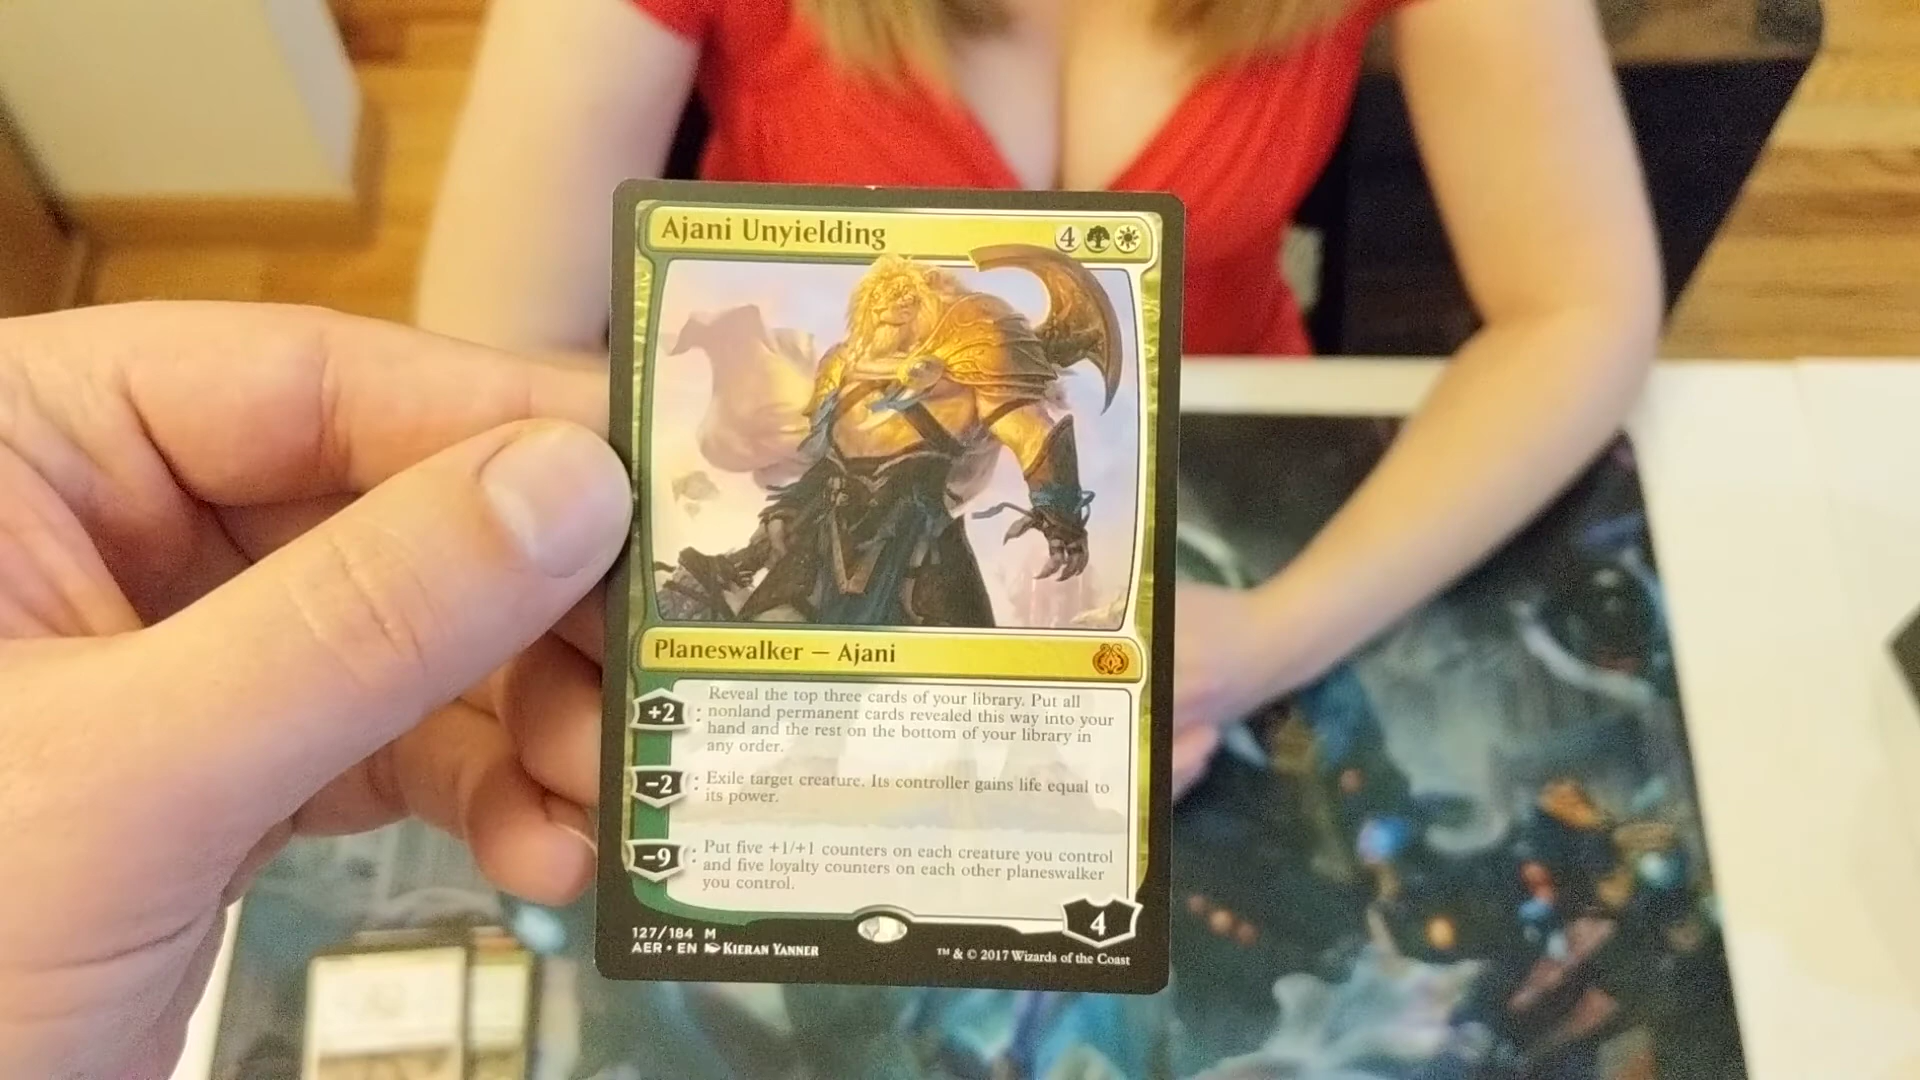 Ajani Unyielding 4
Planeswalker — Ajani
+2 : Reveal the top three cards of your library. Put all
nonland permanent cards revealed this way into your
hand and the rest on the bottom of your library in
any order.
−2 : Exile target creature. Its controller gains life equal to
its power.
−9 : Put five +1/+1 counters on each creature you control
and five loyalty counters on each other planeswalker
you control.
4
127/184 M
AER • EN KIERAN YANNER
™ & © 2017 Wizards of the Coast